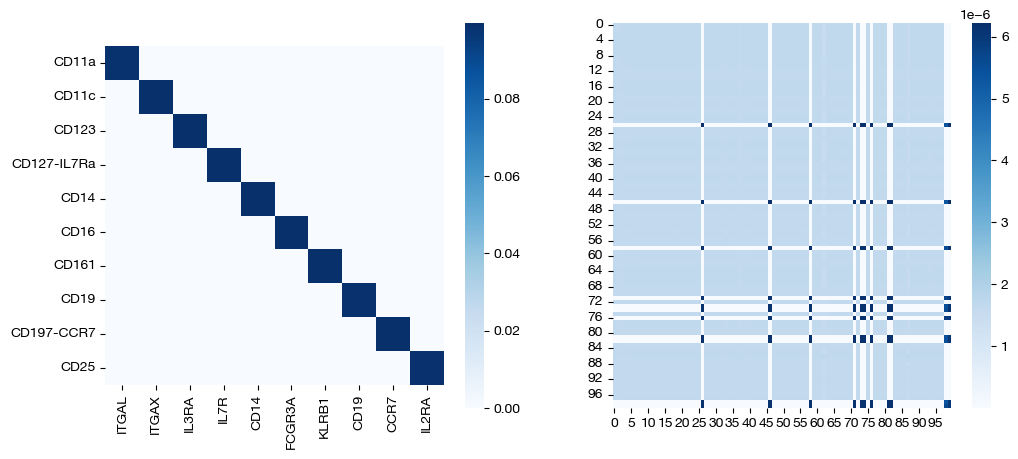 CD11a
CD11c
CD123
CD127-IL7Ra
CD14
CD16
CD161
CD19
CD197-CCR7
CD25
ITGAL
ITGAX
IL3RA
IL7R
CD14
FCGR3A
KLRB1
CD19
CCR7
IL2RA
0.08
0.06
0.04
0.02
0.00
0
4
8
12
16
20
24
28
32
36
40
44
48
52
56
60
64
68
72
76
80
84
88
92
96
0 5 10 15 20 25 30 35 40 45 50 55 60 65 70 75 80 85 90 95
1e−6
6
5
4
3
2
1